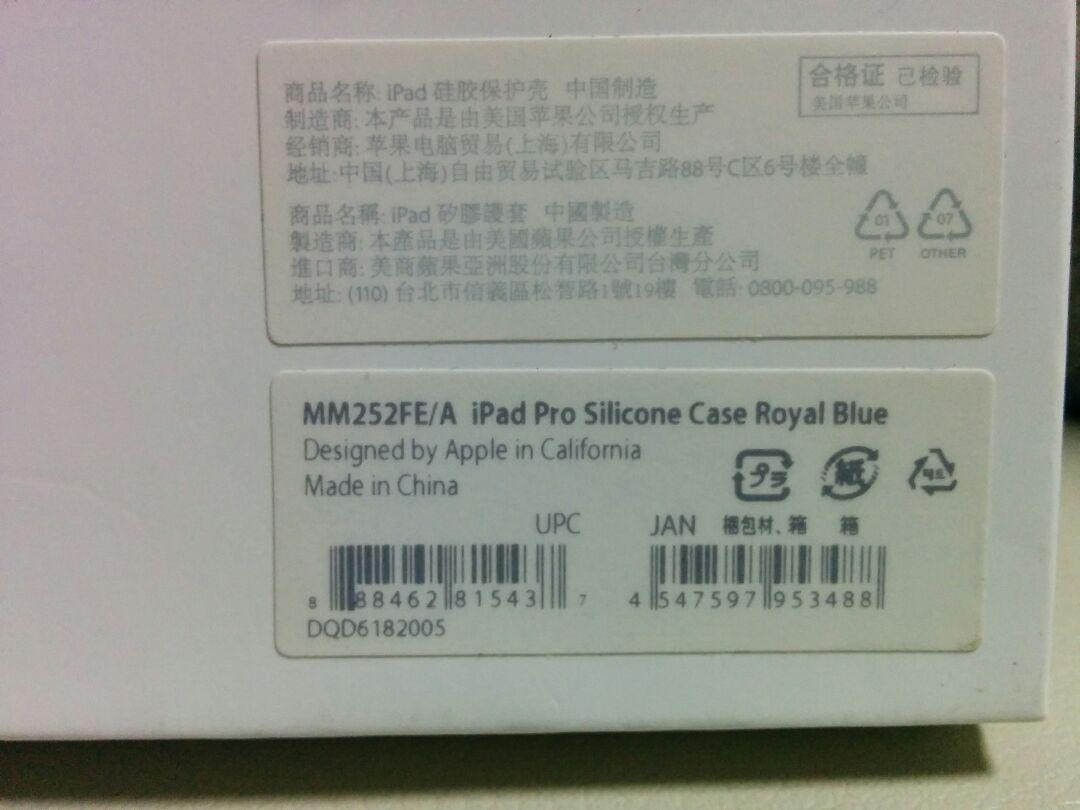 商品名称: iPad 硅胶保护壳 中国制造
制造商: 本产品是由美国苹果公司授权生产
经销商: 苹果电脑贸易(上海)有限公司
地址:中国(上海)自由贸易试验区马吉路88号C区6号楼全幢
合格证 已检验
美国苹果公司
商品名稱: iPad 矽膠護套 中國製造
製造商: 本產品是由美國蘋果公司授權生產
進口商: 美商蘋果亞洲股份有限公司台灣分公司
地址: (110) 台北市信義區松智路1號19樓 電話: 0800-095-988
01 07
PET OTHER
MM252FE/A iPad Pro Silicone Case Royal Blue
Designed by Apple in California
Made in China
プラ 紙
UPC JAN 梱包材、箱 箱
8 88462 81543 7 4 547597 953488
DQD6182005